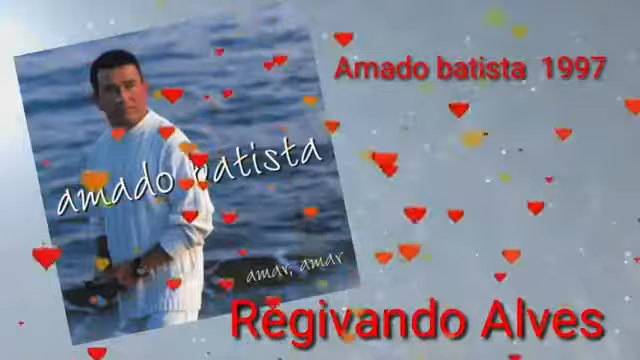 Amado batista 1997
amado batista
amar, amar
Regivando Alves